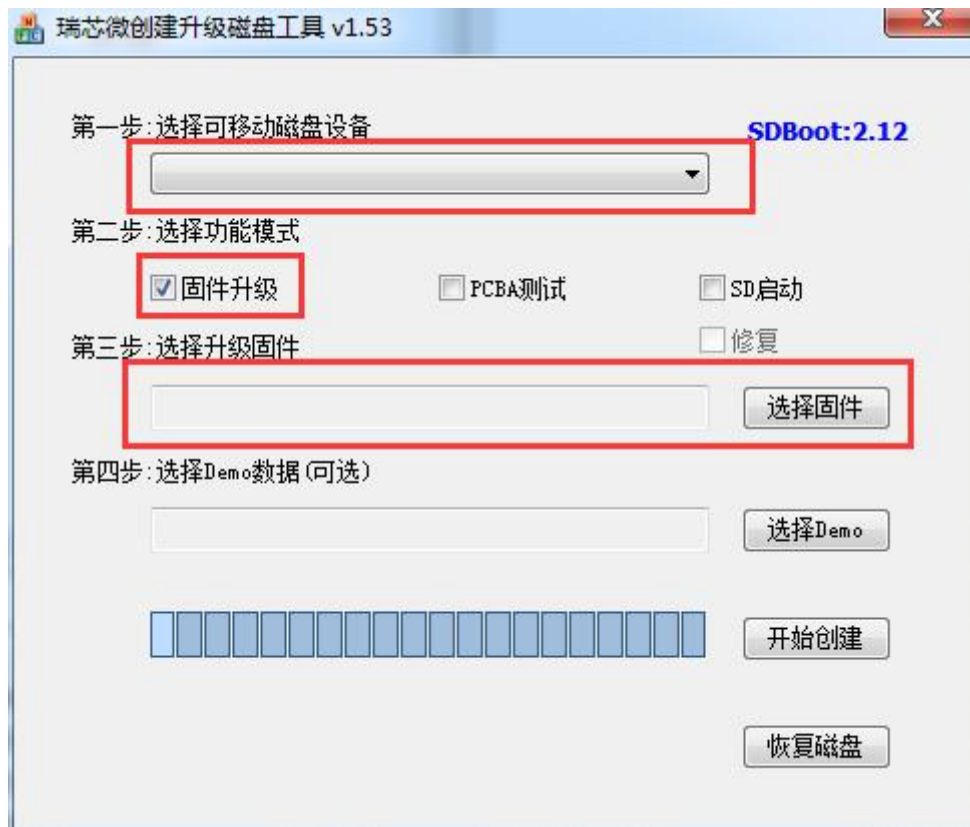 瑞芯微创建升级磁盘工具 v1.53
第一步:选择可移动磁盘设备
SDBoot:2.12
第二步:选择功能模式
固件升级 PCBA测试 SD启动
第三步:选择升级固件 修复
选择固件
第四步:选择Demo数据(可选)
选择Demo
开始创建
恢复磁盘